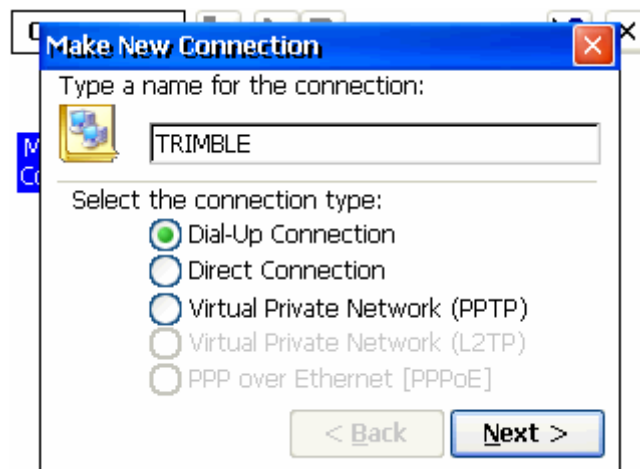 Make New Connection
Type a name for the connection:
TRIMBLE
Select the connection type:
Dial-Up Connection
Direct Connection
Virtual Private Network (PPTP)
Virtual Private Network (L2TP)
PPP over Ethernet [PPPoE]
< Back
Next >